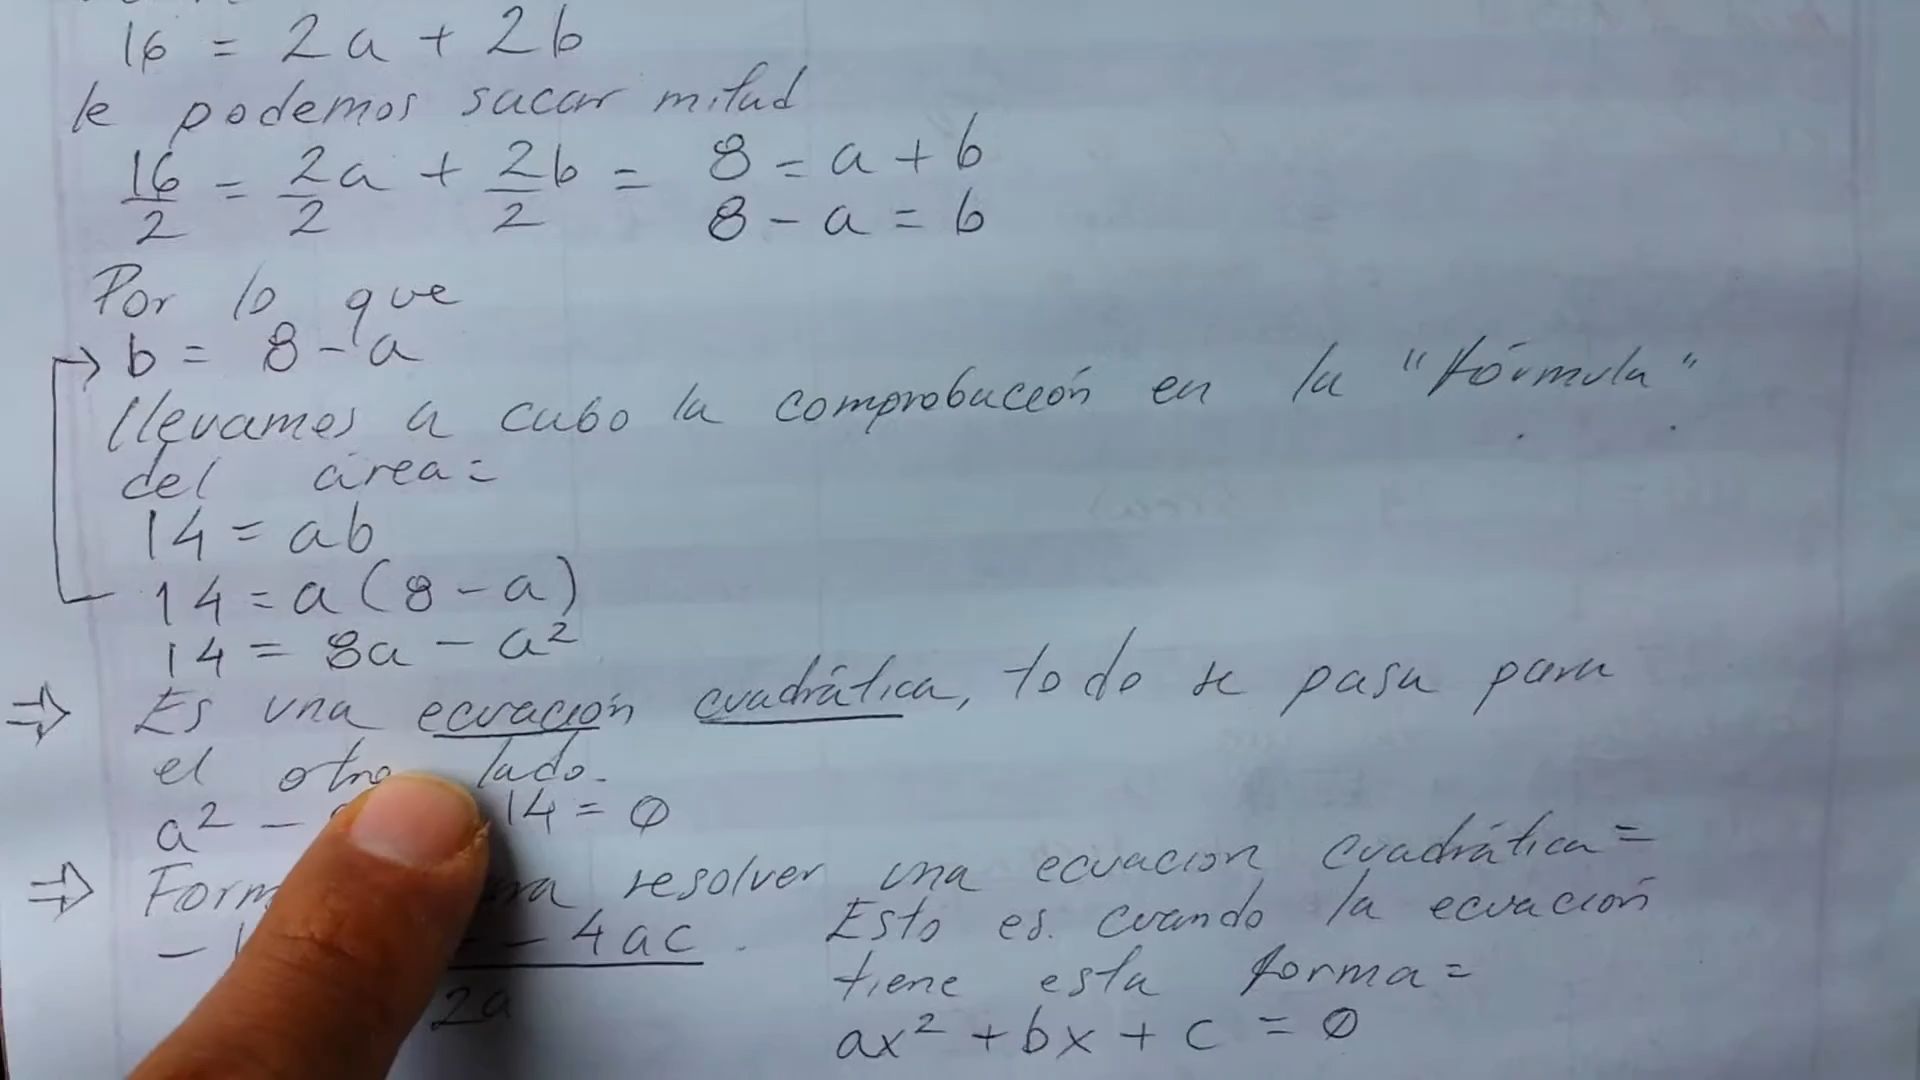 16 = 2a + 2b
le podemos sacar mitad
16/2 = 2a/2 + 2b/2 = 8 = a + b
8 - a = b
Por lo que
b = 8 - a
llevamos a cabo la comprobación en la "fórmula"
del área =
14 = ab
14 = a(8 - a)
14 = 8a - a²
⇒ Es una ecuación cuadrática, todo se pasa para
el otro lado.
a² - 14 = 0
⇒ resolver una ecuacion cuadrática =
- 4ac
2a
Esto es cuando la ecuación
tiene esta forma =
ax² + bx + c = 0